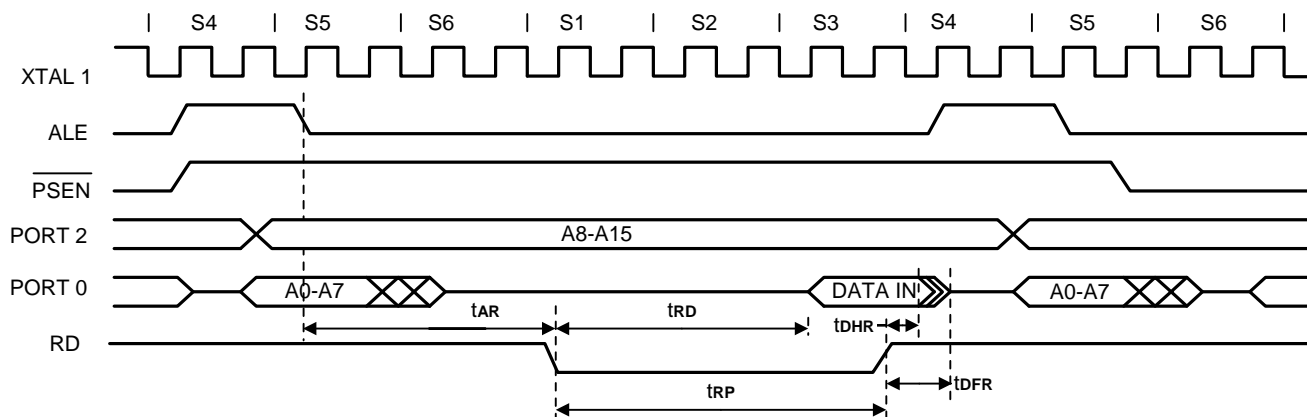 S4 S5 S6 S1 S2 S3 S4 S5 S6
XTAL 1
ALE
PSEN
PORT 2
A8-A15
PORT 0
A0-A7 DATA IN A0-A7
tAR tRD tDHR
RD
tRP tDFR